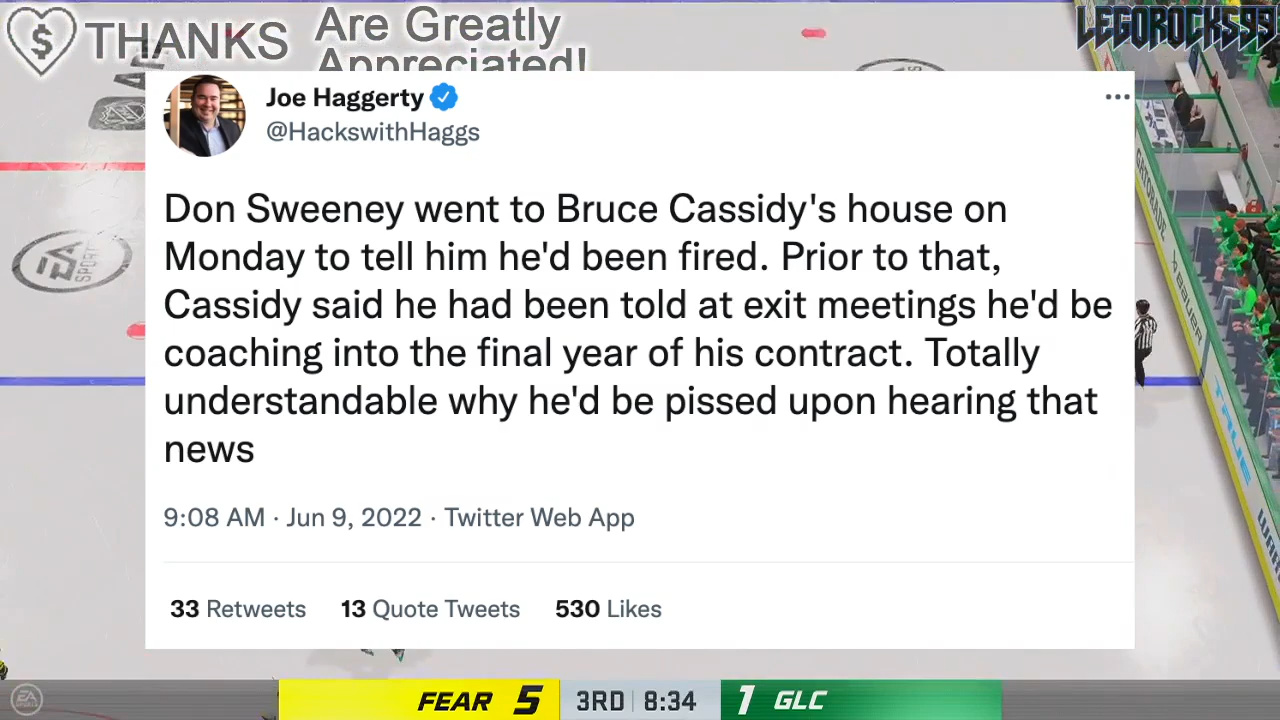 $ THANKS
Are Greatly
Appreciated!
LEGOROCKS99
Joe Haggerty
@HackswithHaggs
Don Sweeney went to Bruce Cassidy's house on
Monday to tell him he'd been fired. Prior to that,
Cassidy said he had been told at exit meetings he'd be
coaching into the final year of his contract. Totally
understandable why he'd be pissed upon hearing that
news
9:08 AM · Jun 9, 2022 · Twitter Web App
33 Retweets 13 Quote Tweets 530 Likes
EA SPORTS
GATORADE
FEAR 5 3RD 8:34 1 GLC